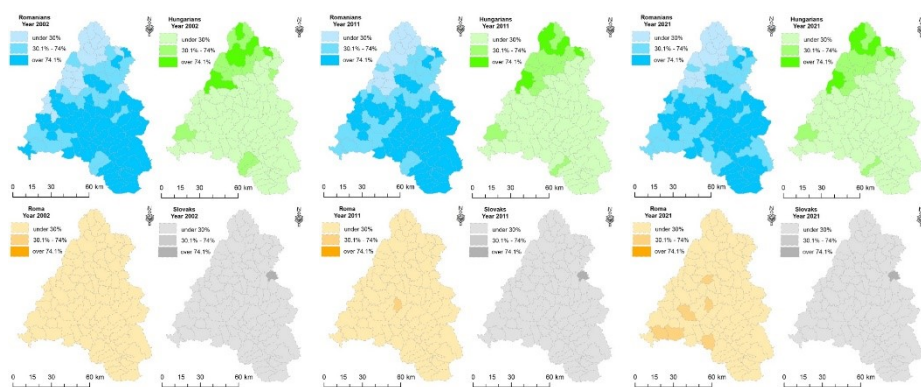 Romanians
Year 2002
under 30%
30.1% - 74%
over 74.1%
0 15 30 60 km
Hungarians
Year 2002
under 30%
30.1% - 74%
over 74.1%
0 15 30 60 km
Romanians
Year 2011
under 30%
30.1% - 74%
over 74.1%
0 15 30 60 km
Hungarians
Year 2011
under 30%
30.1% - 74%
over 74.1%
0 15 30 60 km
Romanians
Year 2021
under 30%
30.1% - 74%
over 74.1%
0 15 30 60 km
Hungarians
Year 2021
under 30%
30.1% - 74%
over 74.1%
0 15 30 60 km
Roma
Year 2002
under 30%
30.1% - 74%
over 74.1%
0 15 30 60 km
Slovaks
Year 2002
under 30%
30.1% - 74%
over 74.1%
0 15 30 60 km
Roma
Year 2011
under 30%
30.1% - 74%
over 74.1%
0 15 30 60 km
Slovaks
Year 2011
under 30%
30.1% - 74%
over 74.1%
0 15 30 60 km
Roma
Year 2021
under 30%
30.1% - 74%
over 74.1%
0 15 30 60 km
Slovaks
Year 2021
under 30%
30.1% - 74%
over 74.1%
0 15 30 60 km